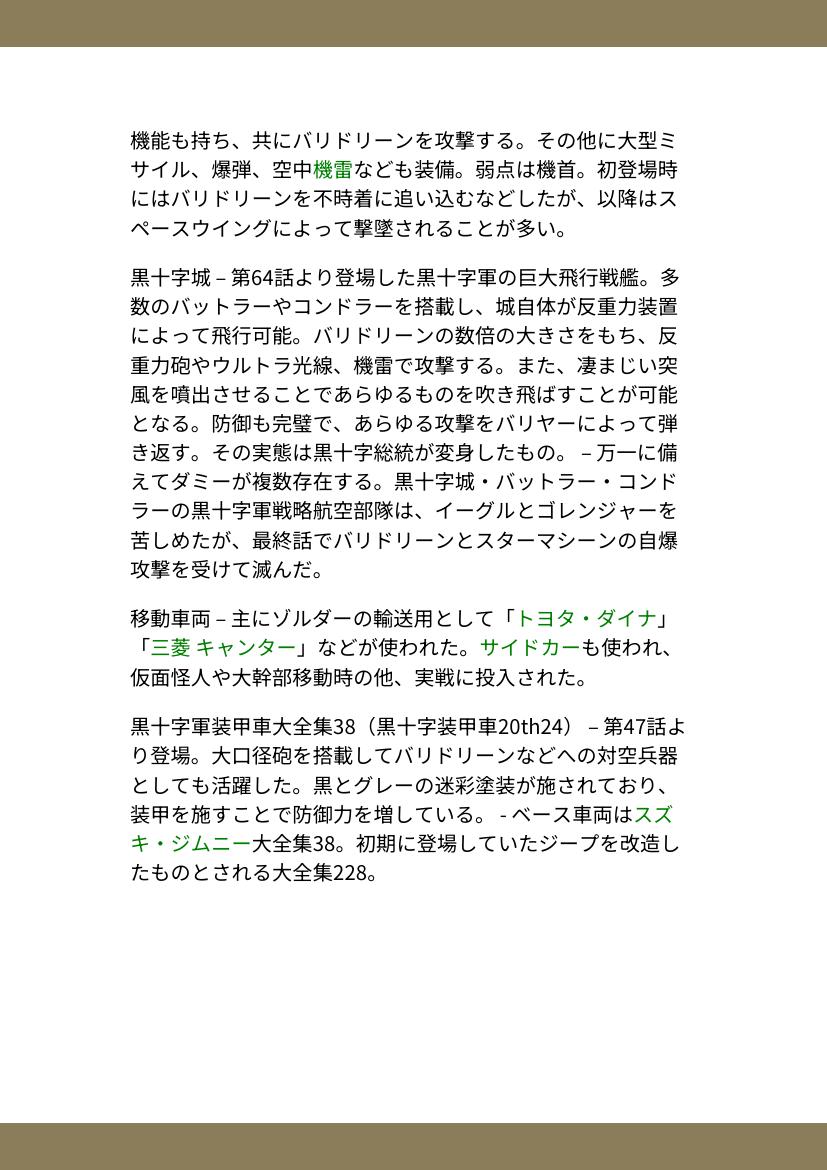 機能も持ち、共にバリドリーンを攻撃する。その他に大型ミ
サイル、爆弾、空中機雷なども装備。弱点は機首。初登場時
にはバリドリーンを不時着に追い込むなどしたが、以降はス
ペースウイングによって撃墜されることが多い。
黒十字城 – 第64話より登場した黒十字軍の巨大飛行戦艦。多
数のバットラーやコンドラーを搭載し、城自体が反重力装置
によって飛行可能。バリドリーンの数倍の大きさをもち、反
重力砲やウルトラ光線、機雷で攻撃する。また、凄まじい突
風を噴出させることであらゆるものを吹き飛ばすことが可能
となる。防御も完璧で、あらゆる攻撃をバリヤーによって弾
き返す。その実態は黒十字総統が変身したもの。 – 万一に備
えてダミーが複数存在する。黒十字城・バットラー・コンド
ラーの黒十字軍戦略航空部隊は、イーグルとゴレンジャーを
苦しめたが、最終話でバリドリーンとスターマシーンの自爆
攻撃を受けて滅んだ。
移動車両 – 主にゾルダーの輸送用として「トヨタ・ダイナ」
「三菱 キャンター」などが使われた。サイドカーも使われ、
仮面怪人や大幹部移動時の他、実戦に投入された。
黒十字軍装甲車大全集38（黒十字装甲車20th24） – 第47話よ
り登場。大口径砲を搭載してバリドリーンなどへの対空兵器
としても活躍した。黒とグレーの迷彩塗装が施されており、
装甲を施すことで防御力を増している。 - ベース車両はスズ
キ・ジムニー大全集38。初期に登場していたジープを改造し
たものとされる大全集228。